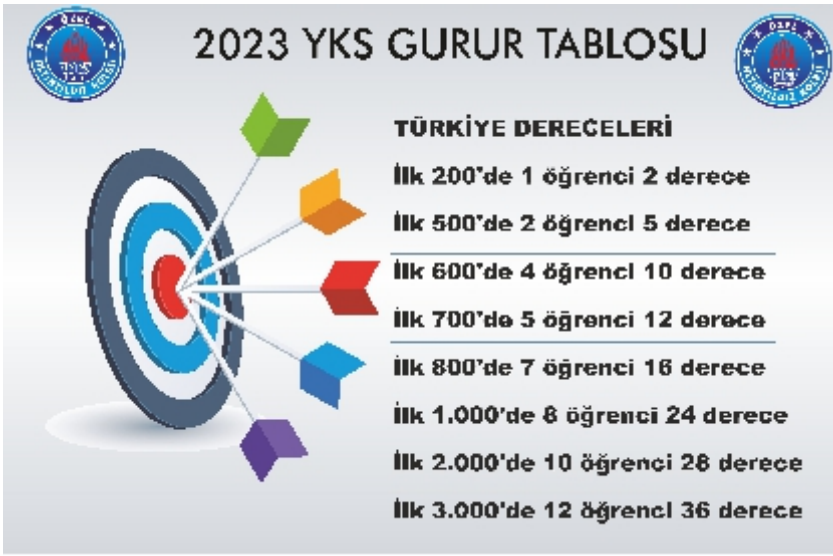 2023 YKS GURUR TABLOSU
ÖZEL
ÖZEL
TÜRKİYE DERECELERİ
İlk 200'de 1 öğrenci 2 derece
İlk 500'de 2 öğrenci 5 derece
İlk 600'de 4 öğrenci 10 derece
İlk 700'de 5 öğrenci 12 derece
İlk 800'de 7 öğrenci 16 derece
İlk 1.000'de 8 öğrenci 24 derece
İlk 2.000'de 10 öğrenci 28 derece
İlk 3.000'de 12 öğrenci 36 derece